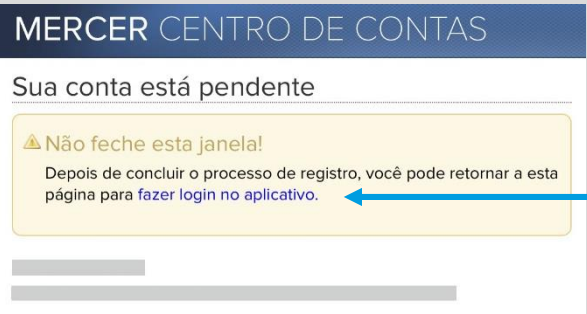 MERCER CENTRO DE CONTAS
Sua conta está pendente
Não feche esta janela!
Depois de concluir o processo de registro, você pode retornar a esta
página para fazer login no aplicativo.